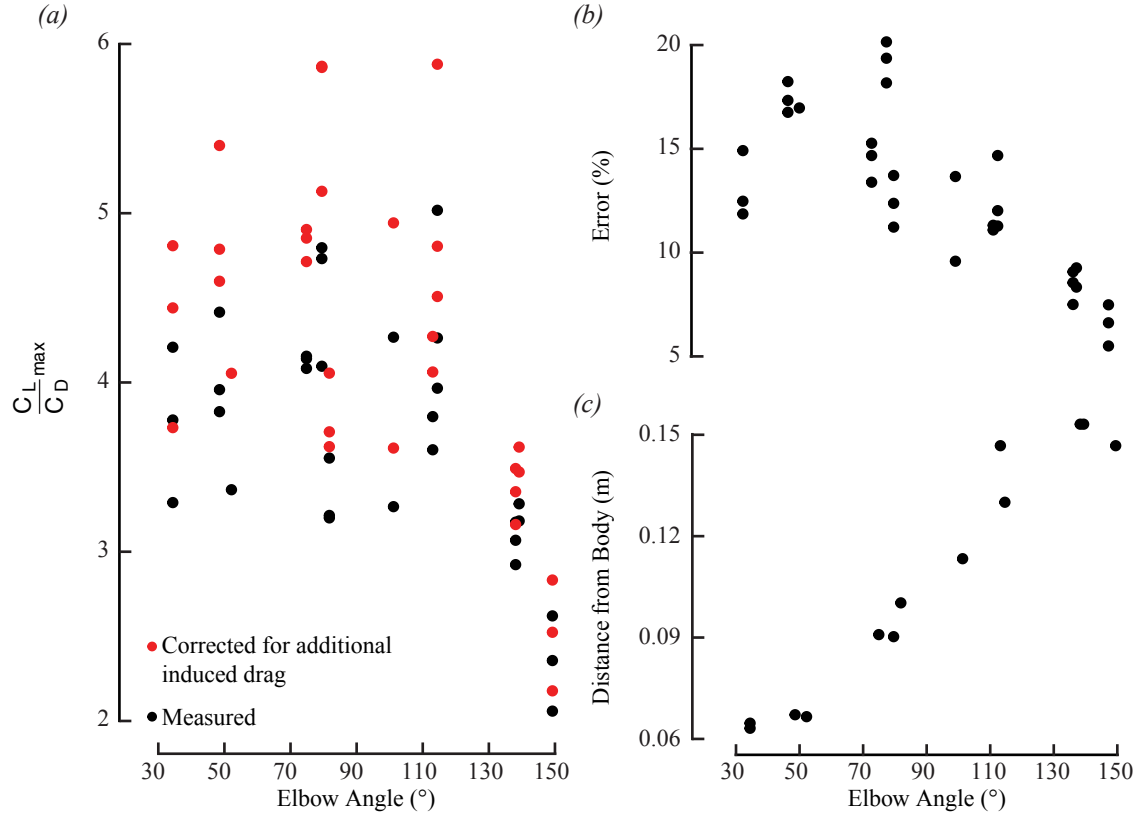 (a)
6
5
4
3
2
C_L max
C_D
Corrected for additional
induced drag
Measured
30 50 70 90 110 130 150
Elbow Angle (°)
(b)
20
15
10
5
Error (%)
(c)
0.15
0.12
0.09
0.06
Distance from Body (m)
30 50 70 90 110 130 150
Elbow Angle (°)